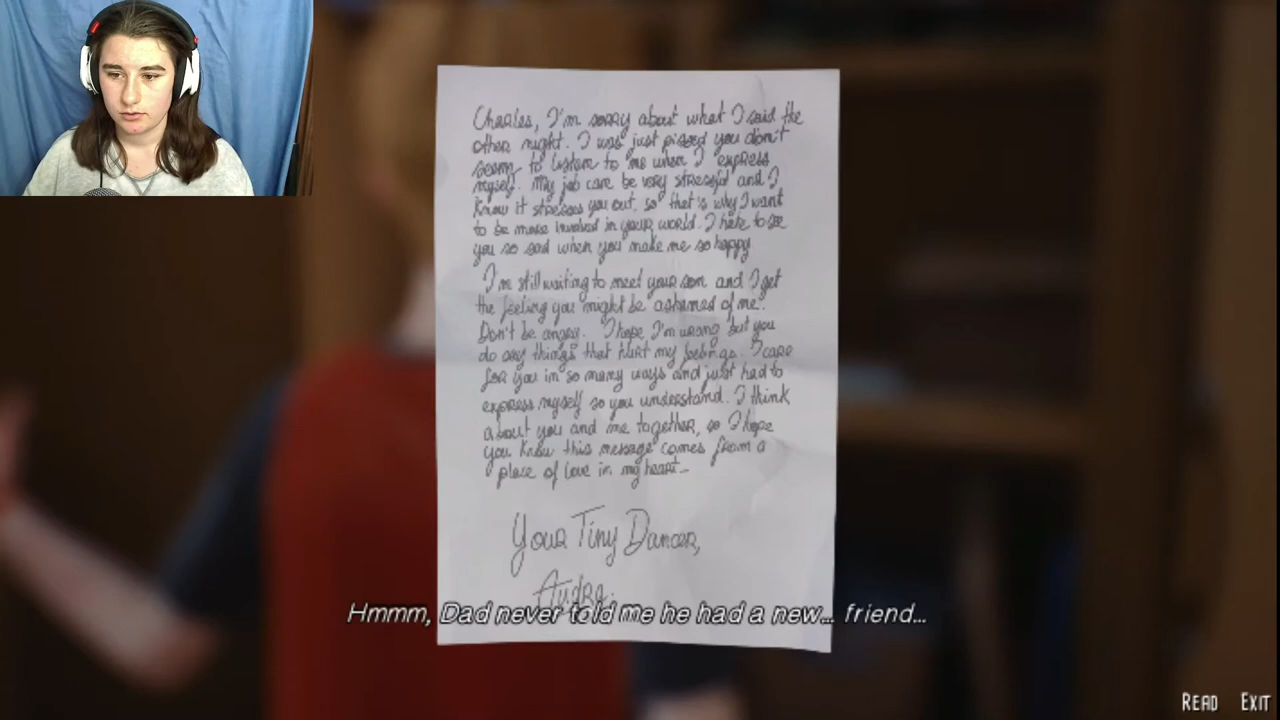 Charles, I'm sorry about what I said the
other night. I was just pissed you don't
seem to listen to me when I express
myself. My job can be very stressful and I
know it stresses you out, so that's why I want
to be more involved in your world. I hate to see
you so sad when you make me so happy
I'm still waiting to meet your son and I get
the feeling you might be ashamed of me.
Don't be angry. I hope I'm wrong but you
do say things that hurt my feelings. I care
for you in so many ways and just had to
express myself so you understand. I think
about you and me together, so I hope
you know this message comes from a
place of love in my heart...
Your Tiny Dancer,
Audra.
Hmmm, Dad never told me he had a new... friend...
READ EXIT